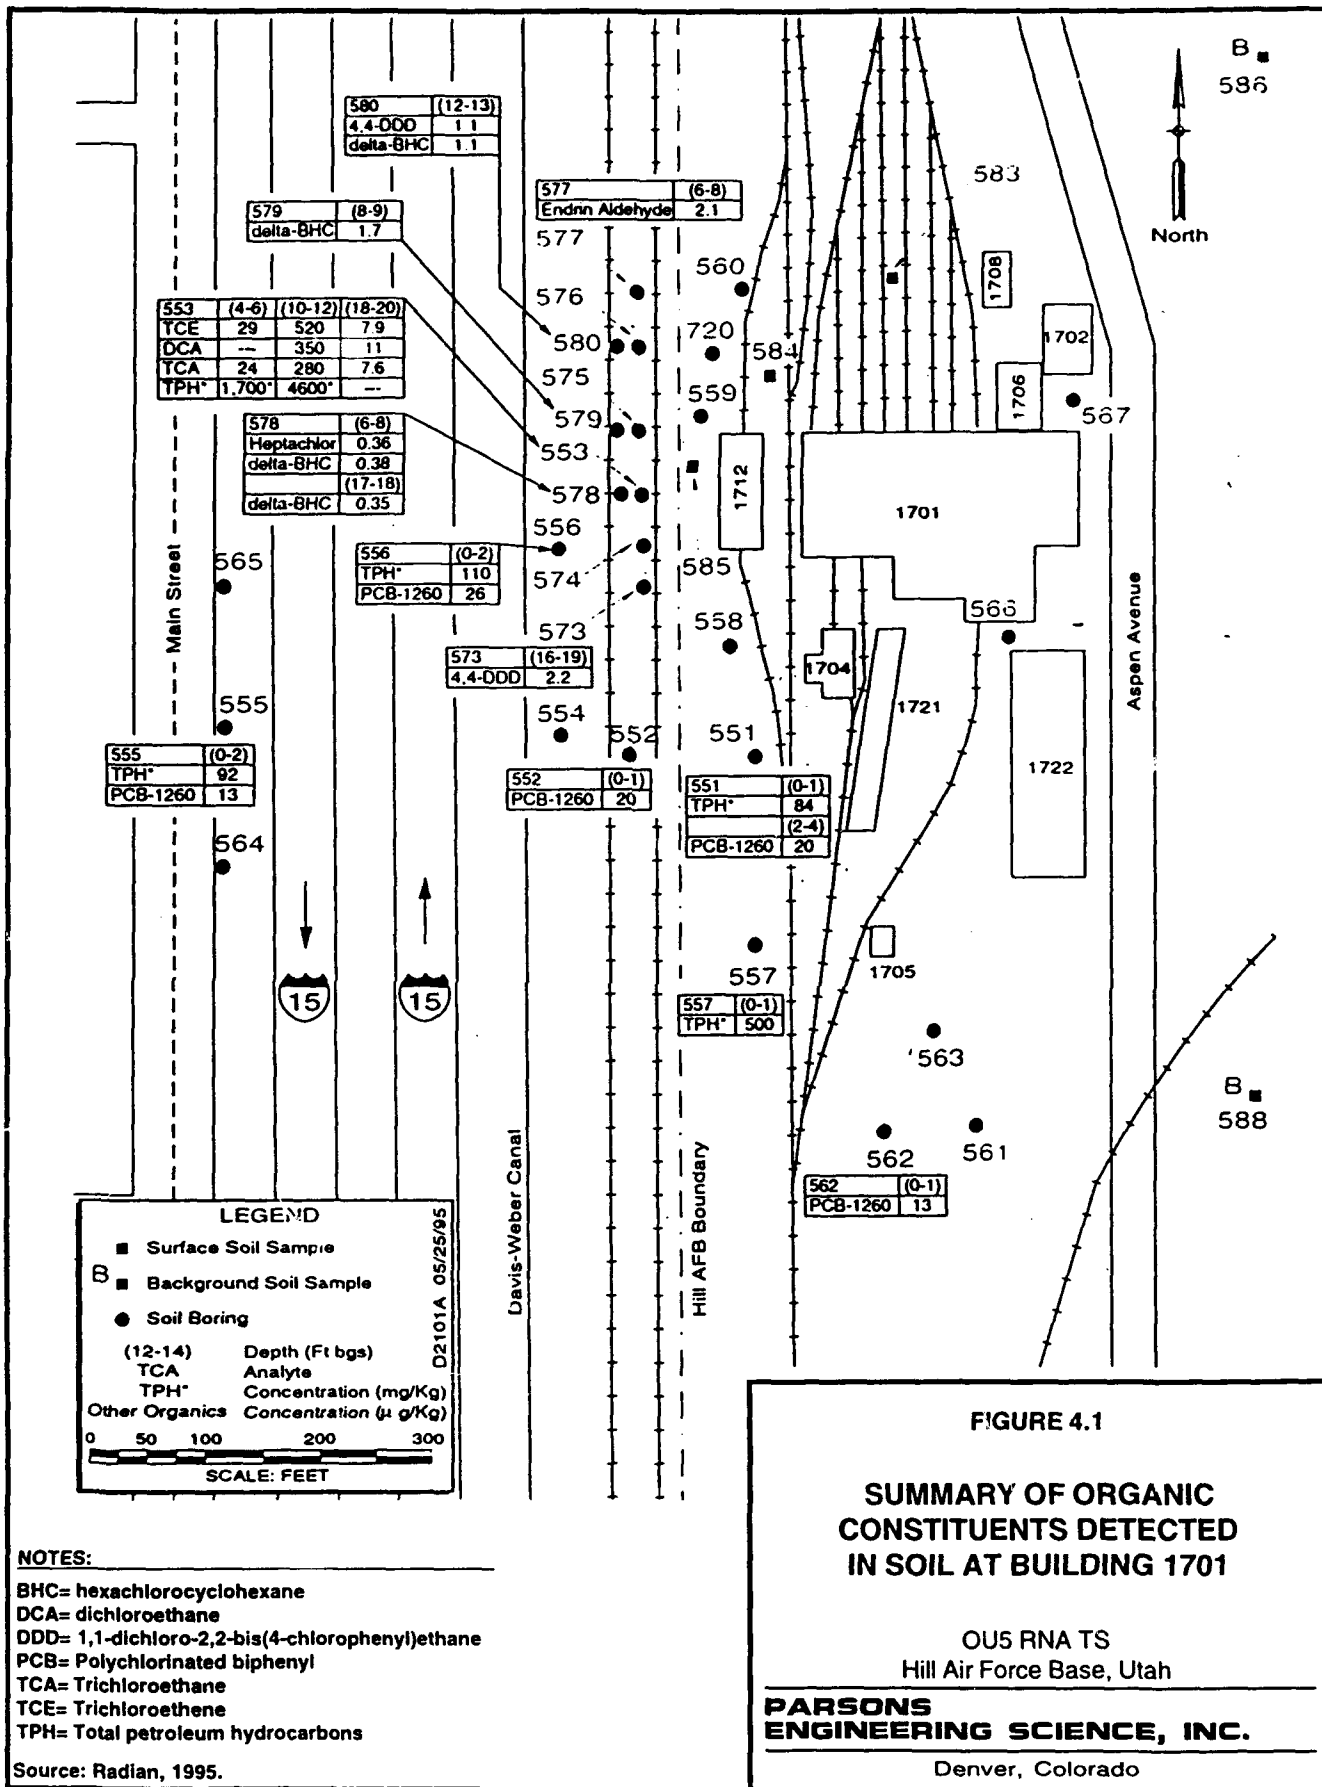 B
586
580 (12-13)
4,4-DDD 1 1
delta-BHC 1.1
583
577 (6-8)
Endrin Aldehyde 2.1
579 (8-9)
delta-BHC 1.7
577
North
560
1708
576
553 (4-6) (10-12) (18-20)
TCE 29 520 7.9
DCA --- 350 11
TCA 24 280 7.6
TPH* 1,700* 4600* ---
580
720
584
1702
575
1706
579
559
567
578 (6-8)
Heptachlor 0.36
delta-BHC 0.38
(17-18)
delta-BHC 0.35
553
1712
578
1701
556
565
556 (0-2)
TPH* 110
PCB-1260 26
574
585
Main Street
573
558
566
573 (16-19)
4,4-DDD 2.2
1704
Aspen Avenue
1721
555
554
552
551
555 (0-2)
TPH* 92
PCB-1260 13
552 (0-1)
PCB-1260 20
551 (0-1)
TPH* 84
(2-4)
PCB-1260 20
1722
564
557
1705
15
15
557 (0-1)
TPH* 500
563
B
588
562
561
562 (0-1)
PCB-1260 13
Davis-Weber Canal
Hill AFB Boundary
LEGEND
Surface Soil Sample
B Background Soil Sample
Soil Boring
(12-14) Depth (Ft bgs)
TCA Analyte
TPH* Concentration (mg/Kg)
Other Organics Concentration (μ g/Kg)
0 50 100 200 300
SCALE: FEET
D2101A 05/25/95
FIGURE 4.1
SUMMARY OF ORGANIC
CONSTITUENTS DETECTED
IN SOIL AT BUILDING 1701
OU5 RNA TS
Hill Air Force Base, Utah
PARSONS
ENGINEERING SCIENCE, INC.
Denver, Colorado
NOTES:
BHC= hexachlorocyclohexane
DCA= dichloroethane
DDD= 1,1-dichloro-2,2-bis(4-chlorophenyl)ethane
PCB= Polychlorinated biphenyl
TCA= Trichloroethane
TCE= Trichloroethene
TPH= Total petroleum hydrocarbons
Source: Radian, 1995.